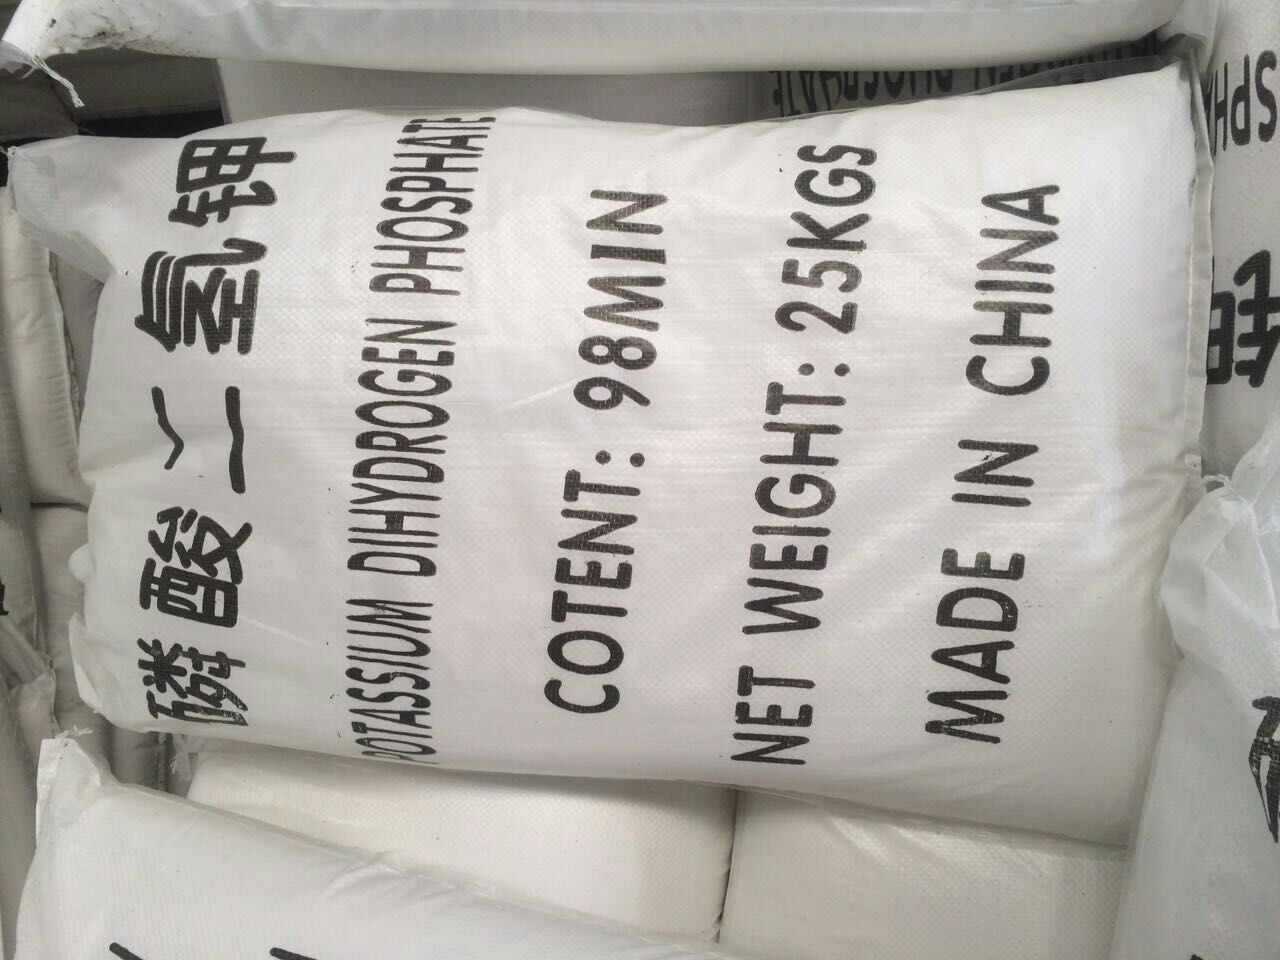 磷酸二氢钾
POTASSIUM DIHYDROGEN PHOSPHATE
COTENT: 98MIN
NET WEIGHT: 25KGS
MADE IN CHINA